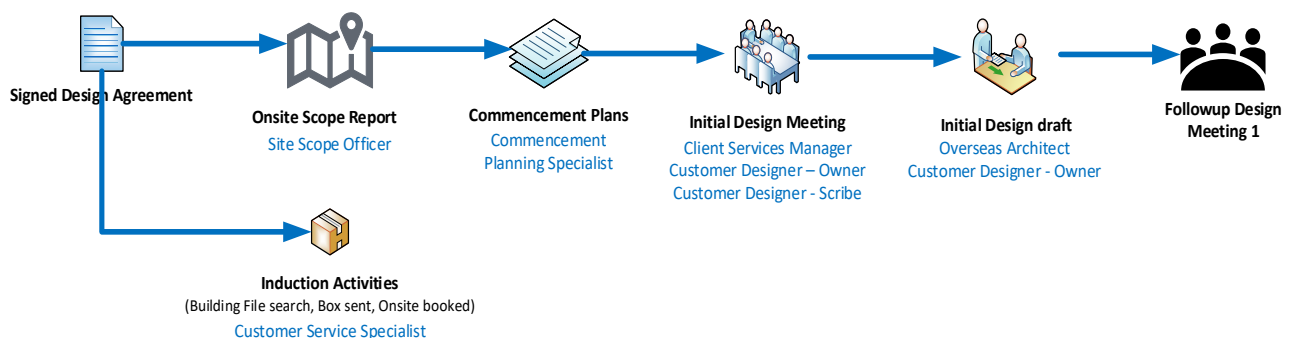 Signed Design Agreement
Onsite Scope Report
Site Scope Officer
Commencement Plans
Commencement
Planning Specialist
Initial Design Meeting
Client Services Manager
Customer Designer – Owner
Customer Designer - Scribe
Initial Design draft
Overseas Architect
Customer Designer - Owner
Followup Design
Meeting 1
Induction Activities
(Building File search, Box sent, Onsite booked)
Customer Service Specialist